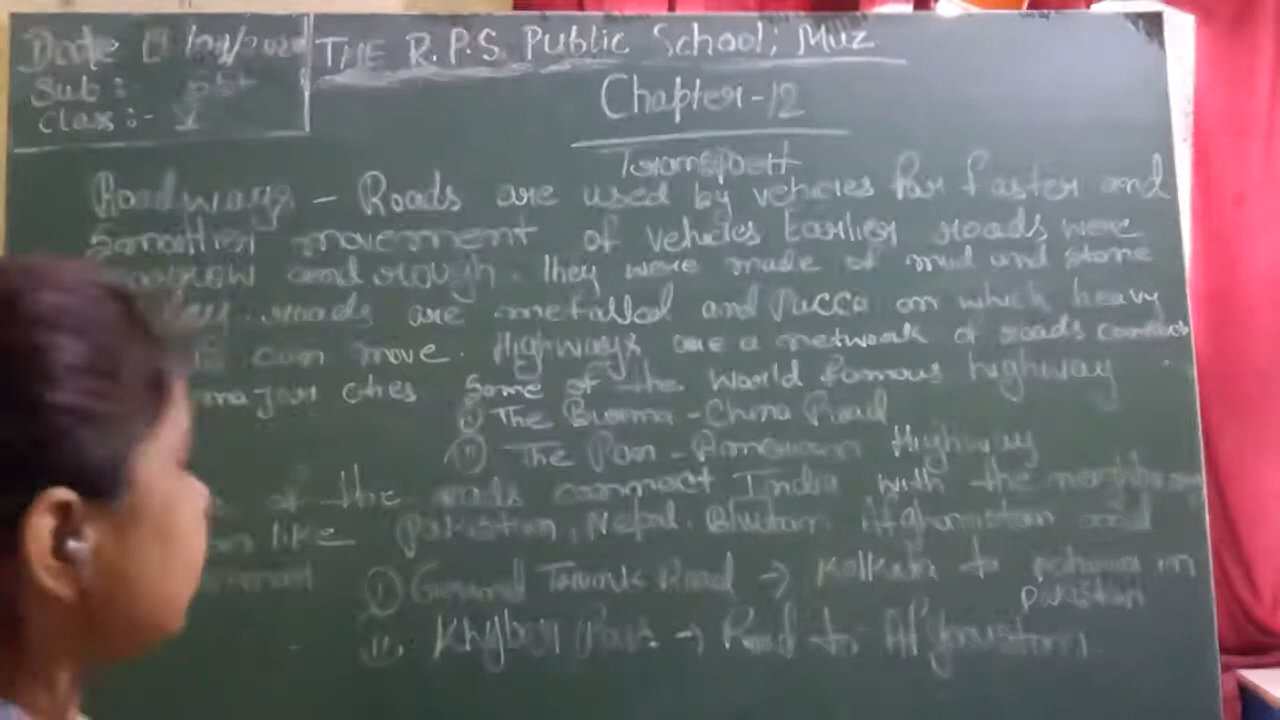 Date
THE R.P.S. Public School; Muz
Sub: SSt
Class:- V
Chapter-12
Transport
Roadways - Roads are used by vehicles for faster and
Smoother movement of vehicles Earlier roads were
narrow and rough. They were made of mud and stone
roads are metalled and Pucca on which heavy
can move. Highways are a network of roads connect
major cities Some of the World famous highway
i) The Burma-China Road
ii) The Pan-American Highway
of the roads connect India with the
like Pakistan, Nepal. Bhutan Afghanistan and
i) Grand Trunk Road → Kolkata to in
Pakistan
ii. Khyber Pass → Road to Afghanistan.